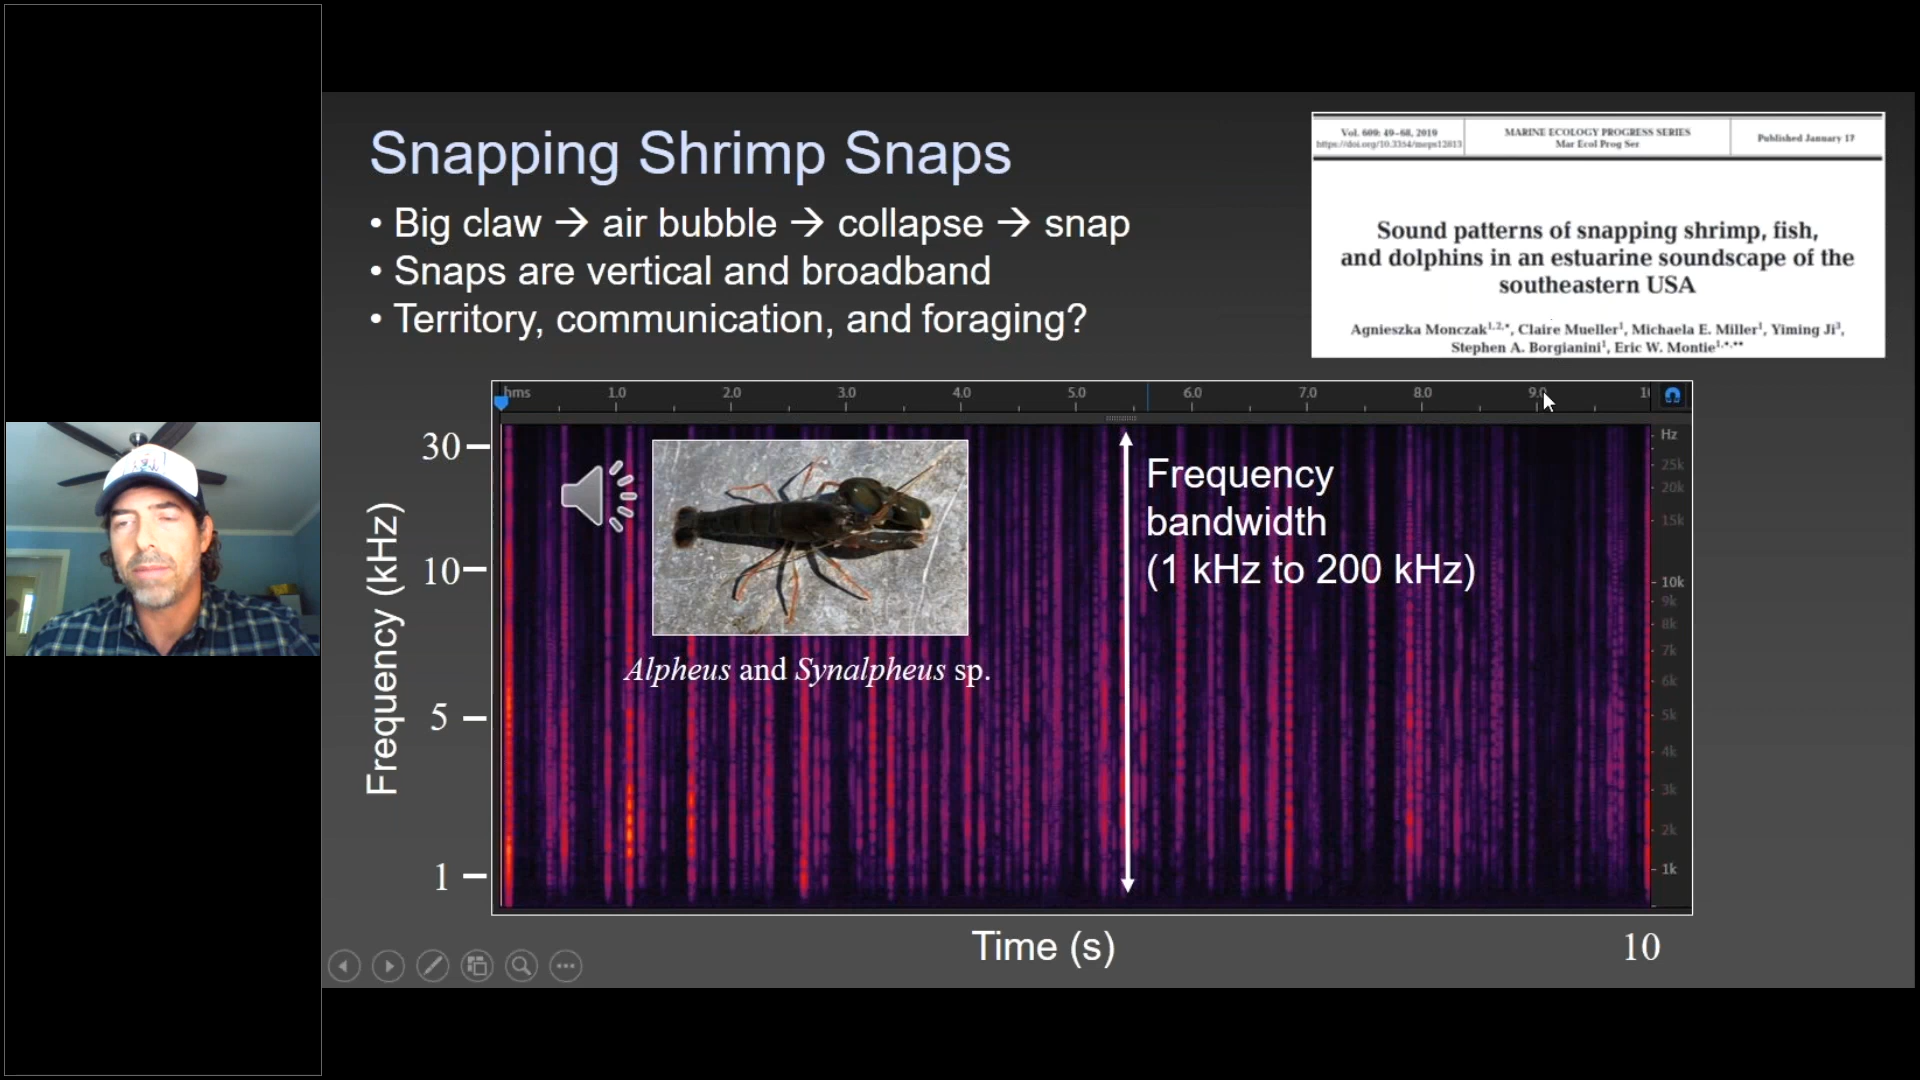 Snapping Shrimp Snaps
• Big claw → air bubble → collapse → snap
• Snaps are vertical and broadband
• Territory, communication, and foraging?
Vol. 609: 49–68, 2019
https://doi.org/10.3354/meps12813
MARINE ECOLOGY PROGRESS SERIES
Mar Ecol Prog Ser
Published January 17
Sound patterns of snapping shrimp, fish,
and dolphins in an estuarine soundscape of the
southeastern USA
Agnieszka Monczak1,2,*, Claire Mueller1, Michaela E. Miller1, Yiming Ji3,
Stephen A. Borgianini1, Eric W. Montie1,*,**
hms 1.0 2.0 3.0 4.0 5.0 6.0 7.0 8.0 9.0 10
Frequency (kHz)
30
10
5
1
Frequency
bandwidth
(1 kHz to 200 kHz)
Alpheus and Synalpheus sp.
Hz
25k
20k
15k
10k
9k
8k
7k
6k
5k
4k
3k
2k
1k
Time (s)
10